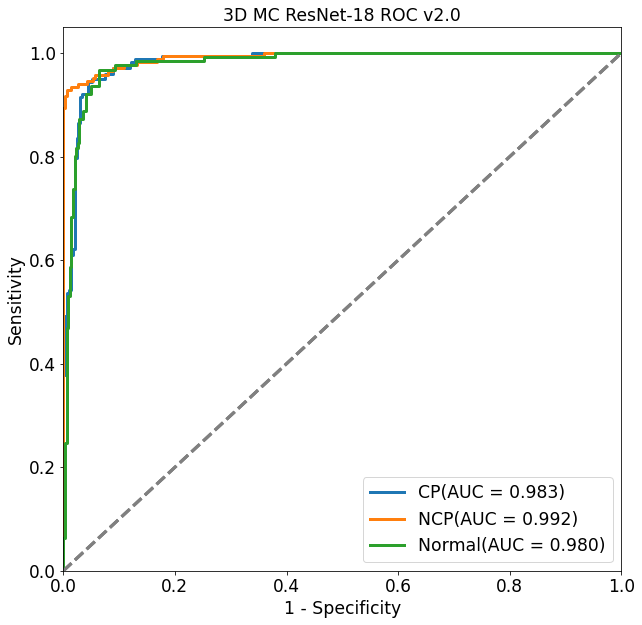 3D MC ResNet-18 ROC v2.0
1.0
0.8
0.6
0.4
0.2
0.0
Sensitivity
CP(AUC = 0.983)
NCP(AUC = 0.992)
Normal(AUC = 0.980)
0.0 0.2 0.4 0.6 0.8 1.0
1 - Specificity